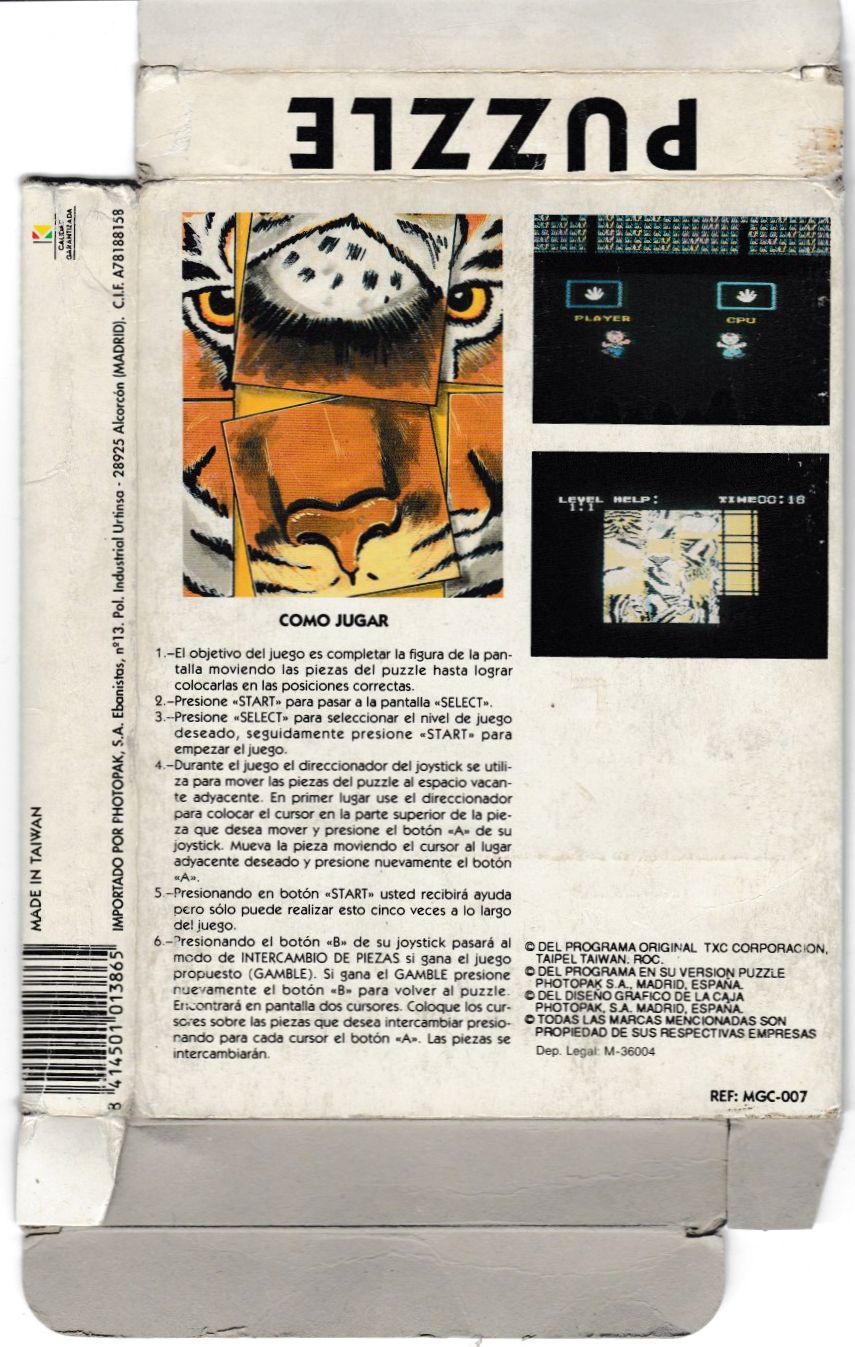 PUZZLE
CALIDAD
GARANTIZADA
MADE IN TAIWAN
IMPORTADO POR PHOTOPAK, S.A. Ebanistas, nº13. Pol. Industrial Urtinsa - 28925 Alcorcón (MADRID). C.I.F. A78188158
8 414501 013865
PLAYER
CPU
LEVEL HELP: TIME00:18
1:1
COMO JUGAR
1.-El objetivo del juego es completar la figura de la pan-
talla moviendo las piezas del puzzle hasta lograr
colocarlas en las posiciones correctas.
2.-Presione «START» para pasar a la pantalla «SELECT».
3.-Presione «SELECT» para seleccionar el nivel de juego
deseado, seguidamente presione «START» para
empezar el juego.
4.-Durante el juego el direccionador del joystick se utili-
za para mover las piezas del puzzle al espacio vacan-
te adyacente. En primer lugar use el direccionador
para colocar el cursor en la parte superior de la pie-
za que desea mover y presione el botón «A» de su
joystick. Mueva la pieza moviendo el cursor al lugar
adyacente deseado y presione nuevamente el botón
«A».
5.-Presionando en botón «START» usted recibirá ayuda
pero sólo puede realizar esto cinco veces a lo largo
del juego.
6.-Presionando el botón «B» de su joystick pasará al
modo de INTERCAMBIO DE PIEZAS si gana el juego
propuesto (GAMBLE). Si gana el GAMBLE presione
nuevamente el botón «B» para volver al puzzle.
Encontrará en pantalla dos cursores. Coloque los cur-
sores sobre las piezas que desea intercambiar presio-
nando para cada cursor el botón «A». Las piezas se
intercambiarán.
© DEL PROGRAMA ORIGINAL TXC CORPORACION,
TAIPEL TAIWAN. ROC.
© DEL PROGRAMA EN SU VERSION PUZZLE
PHOTOPAK S.A., MADRID, ESPAÑA.
© DEL DISEÑO GRAFICO DE LA CAJA
PHOTOPAK, S.A. MADRID, ESPAÑA.
© TODAS LAS MARCAS MENCIONADAS SON
PROPIEDAD DE SUS RESPECTIVAS EMPRESAS
Dep. Legal: M-36004
REF: MGC-007